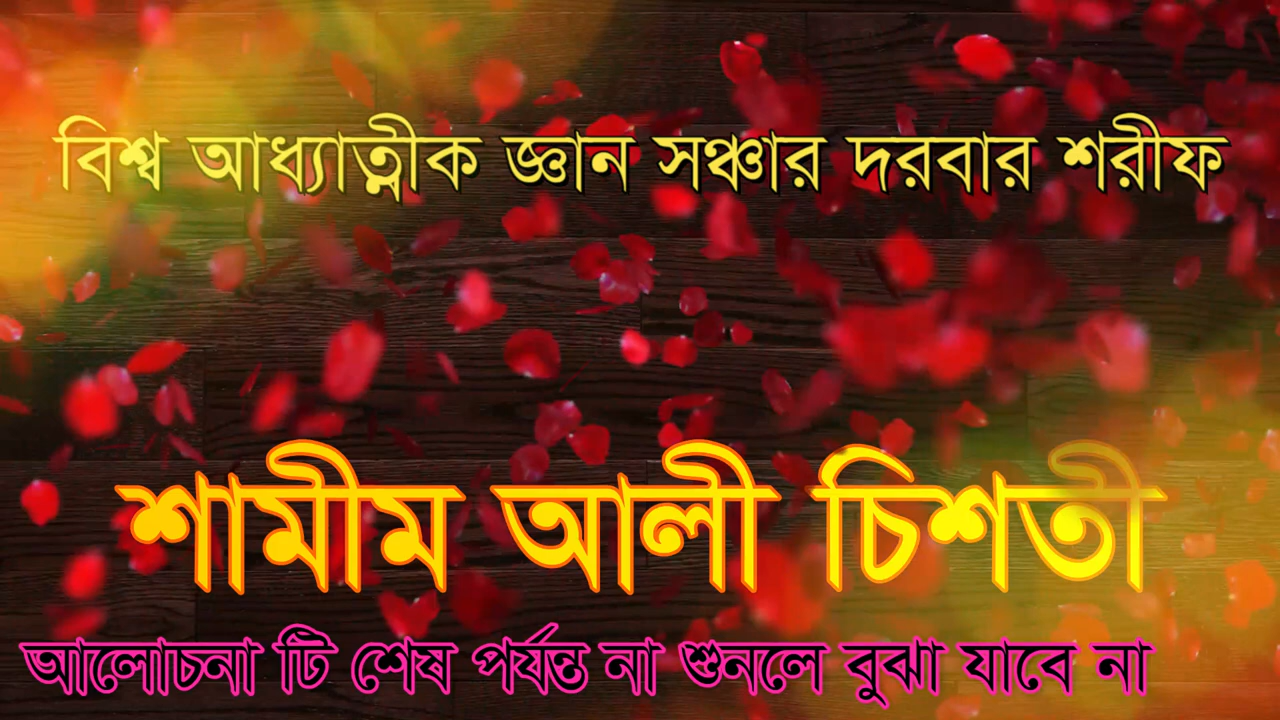 বিশ্ব আধ্যাত্নীক জ্ঞান সঞ্চার দরবার শরীফ
শামীম আলী চিশতী
আলোচনা টি শেষ পর্যন্ত না শুনলে বুঝা যাবে না